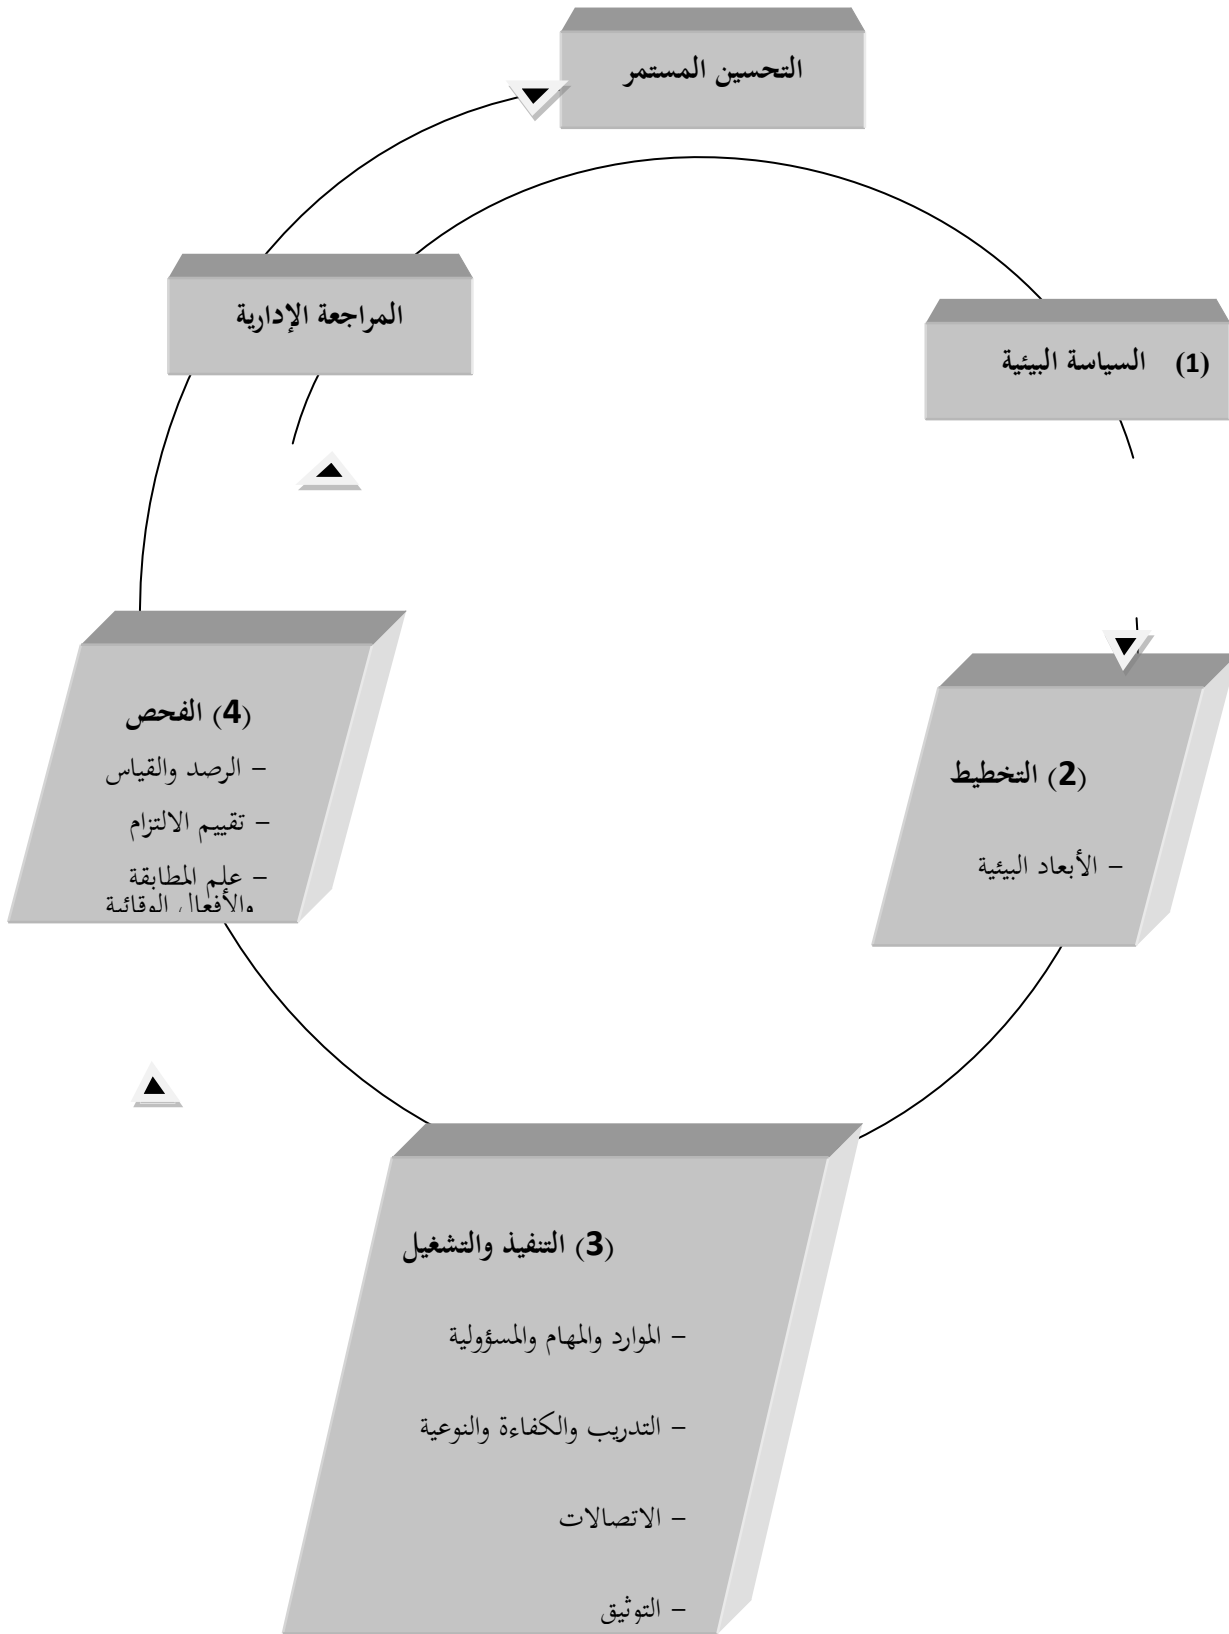 التحسين المستمر
المراجعة الإدارية
(1) السياسة البيئية
(2) التخطيط
– الأبعاد البيئية
(3) التنفيذ والتشغيل
– الموارد والمهام والمسؤولية
– التدريب والكفاءة والنوعية
– الاتصالات
– التوثيق
(4) الفحص
– الرصد والقياس
– تقييم الالتزام
– علم المطابقة
والأفعال الوقائية